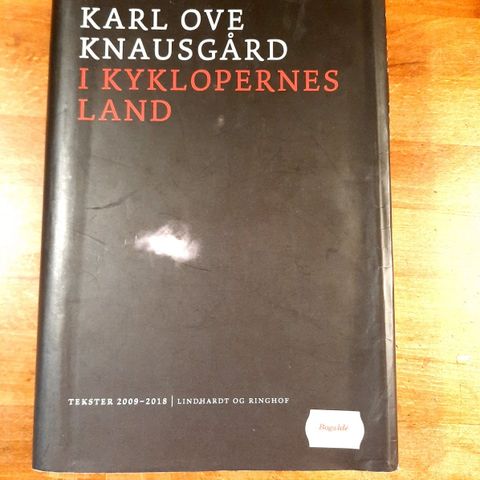 KARL OVE
KNAUSGÅRD
I KYKLOPERNES
LAND
TEKSTER 2009–2018 | LINDHARDT OG RINGHOF